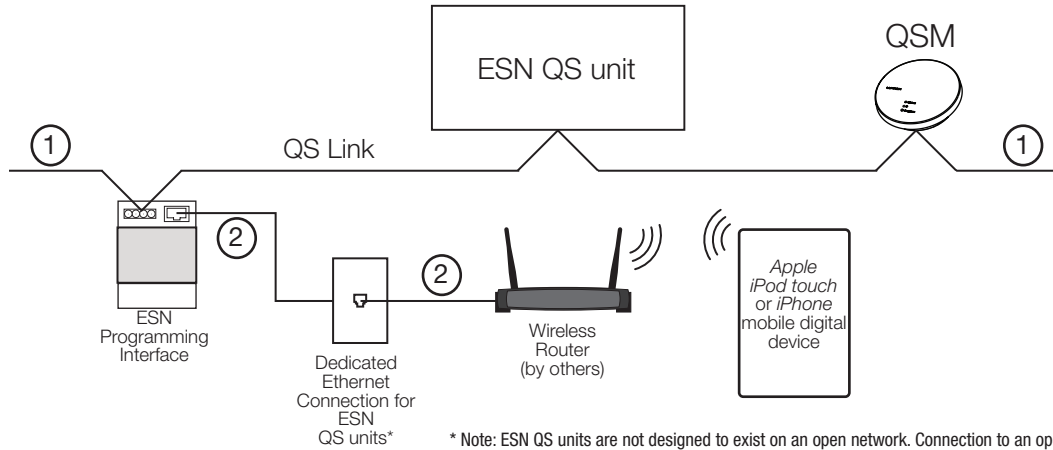 QSM
ESN QS unit
1
QS Link
1
2
2
ESN
Programming
Interface
Dedicated
Ethernet
Connection for
ESN
QS units*
Wireless
Router
(by others)
Apple
iPod touch
or iPhone
mobile digital
device
* Note: ESN QS units are not designed to exist on an open network. Connection to an op